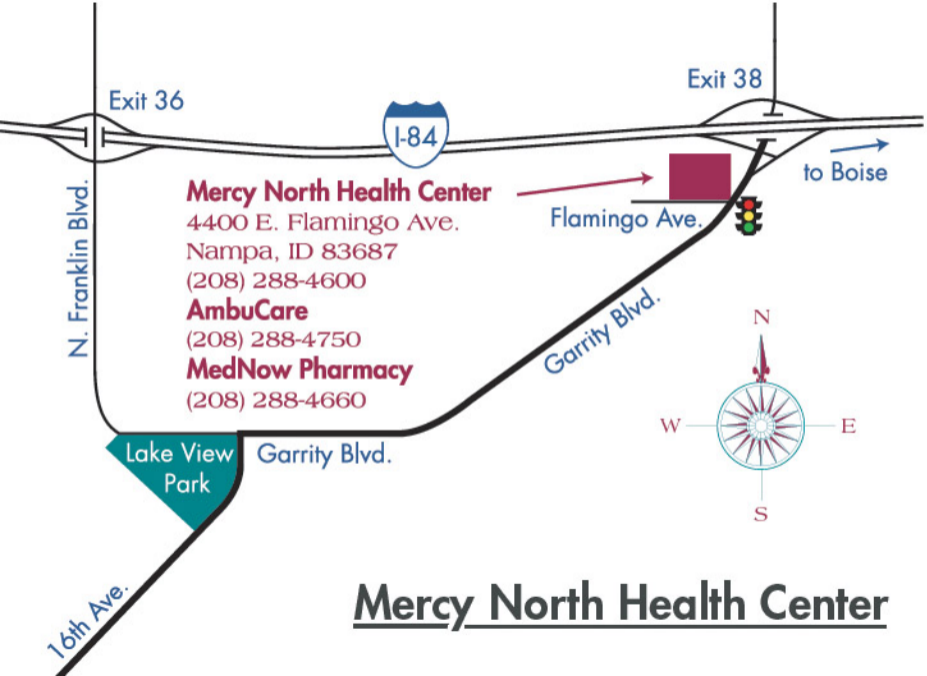 Exit 36
Exit 38
I-84
to Boise
Mercy North Health Center
4400 E. Flamingo Ave.
Nampa, ID 83687
(208) 288-4600
AmbuCare
(208) 288-4750
MedNow Pharmacy
(208) 288-4660
Flamingo Ave.
N. Franklin Blvd.
Garrity Blvd.
N
W
E
S
Lake View
Park
Garrity Blvd.
16th Ave.
Mercy North Health Center